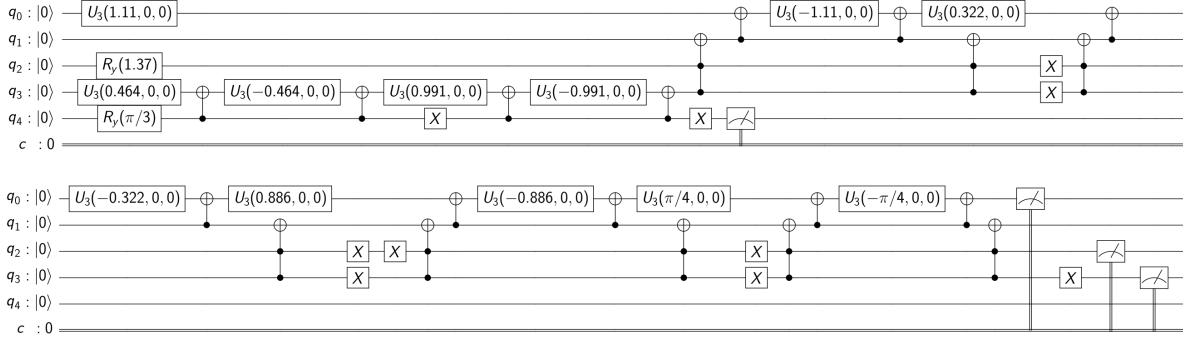 q₀ : |0⟩ U₃(1.11, 0, 0) U₃(−1.11, 0, 0) U₃(0.322, 0, 0)
q₁ : |0⟩
q₂ : |0⟩ R_y(1.37) X
q₃ : |0⟩ U₃(0.464, 0, 0) U₃(−0.464, 0, 0) U₃(0.991, 0, 0) U₃(−0.991, 0, 0) X
q₄ : |0⟩ R_y(π/3) X X
c : 0
q₀ : |0⟩ U₃(−0.322, 0, 0) U₃(0.886, 0, 0) U₃(−0.886, 0, 0) U₃(π/4, 0, 0) U₃(−π/4, 0, 0)
q₁ : |0⟩
q₂ : |0⟩ X X X
q₃ : |0⟩ X X X
q₄ : |0⟩
c : 0